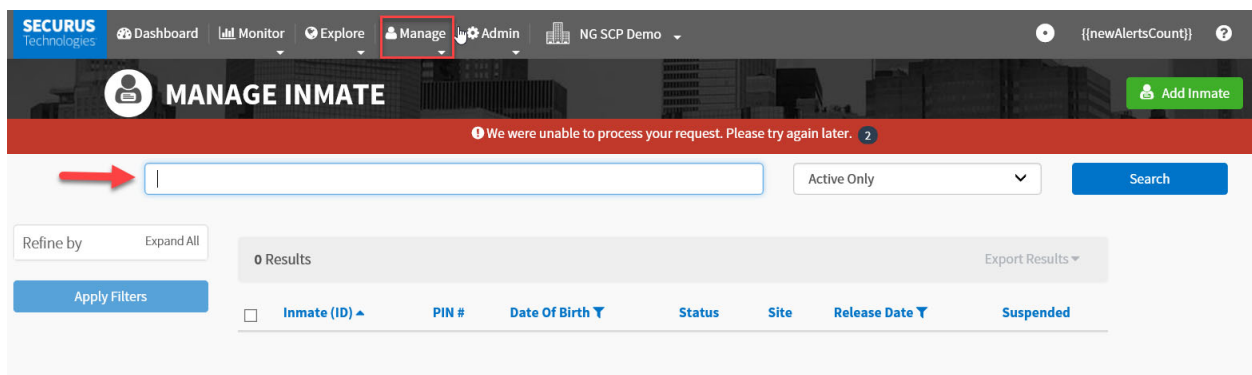 SECURUS
Technologies
Dashboard Monitor Explore Manage Admin NG SCP Demo {{newAlertsCount}} ?
MANAGE INMATE
Add Inmate
We were unable to process your request. Please try again later. 2
Active Only
Search
Refine by Expand All
0 Results
Export Results
Apply Filters
Inmate (ID) PIN # Date Of Birth Status Site Release Date Suspended